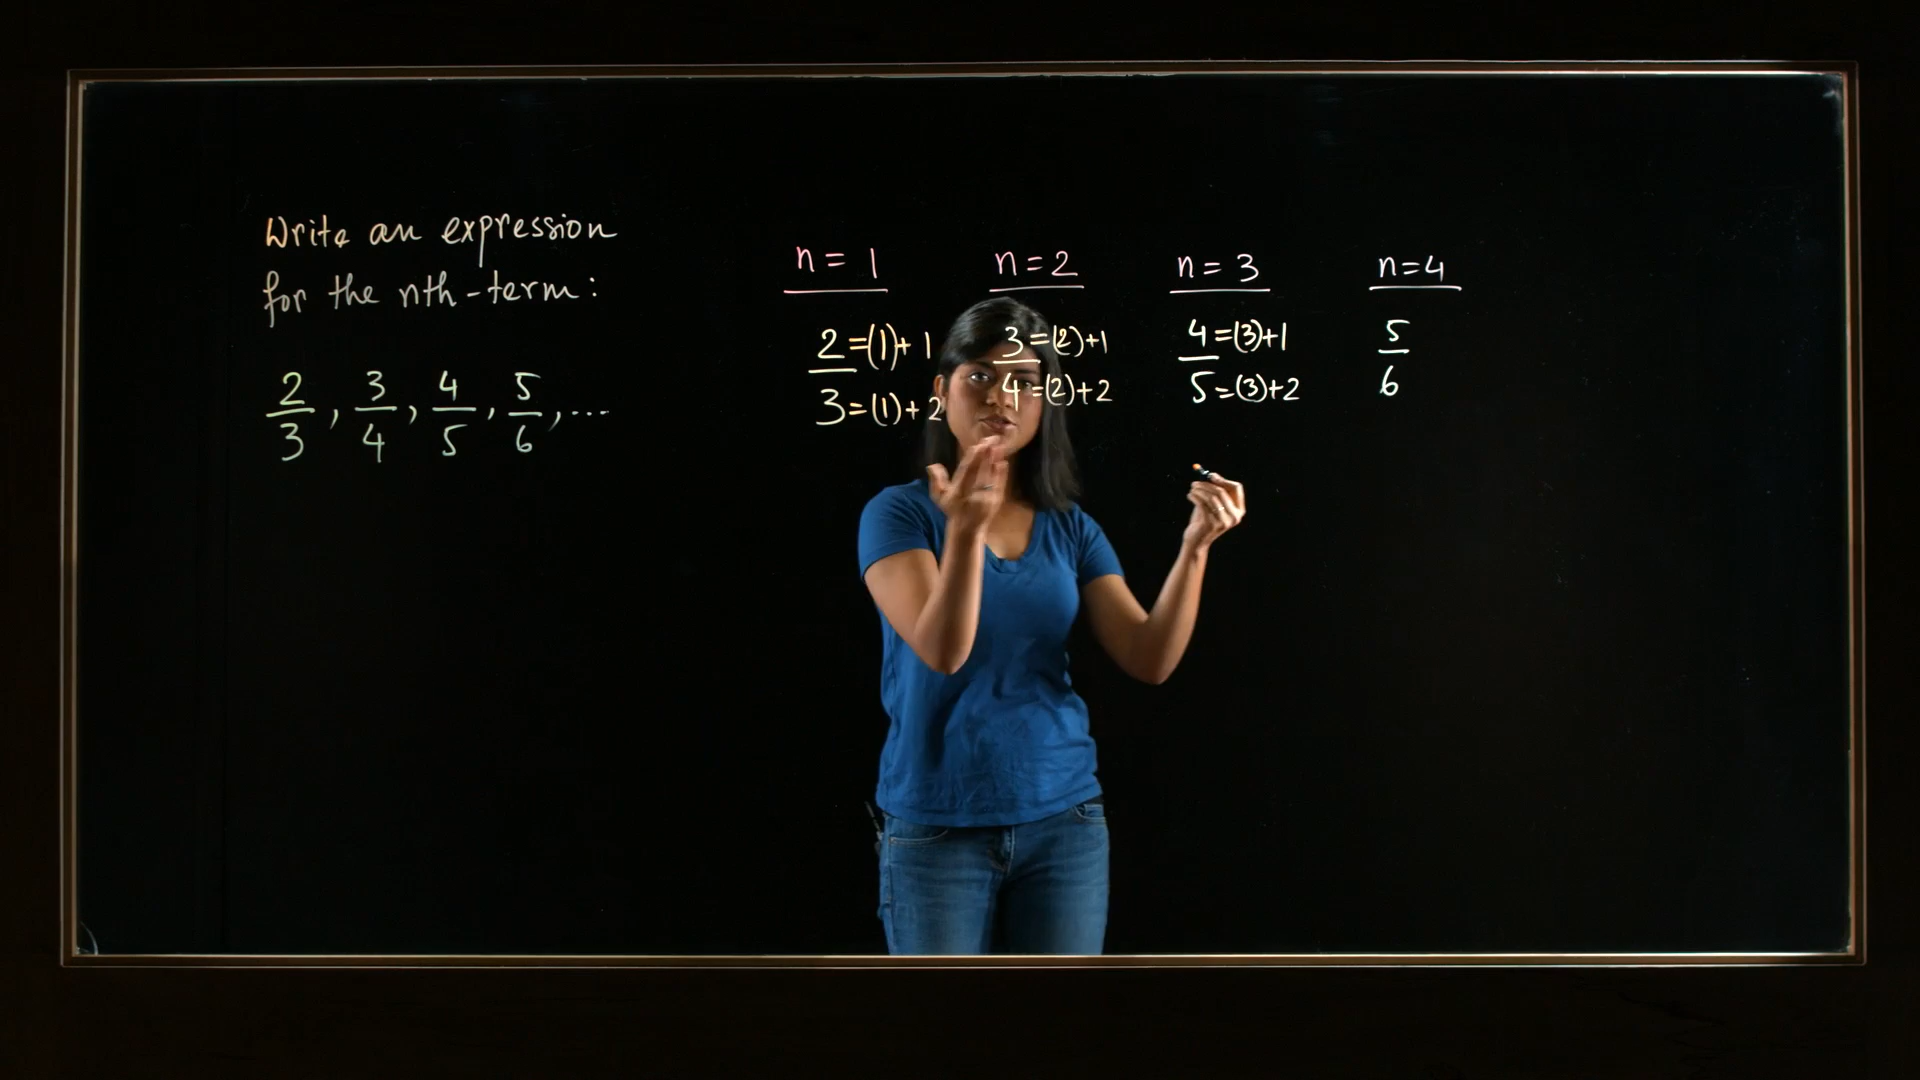 Write an expression
for the nth-term:
2/3, 3/4, 4/5, 5/6, ...
n = 1
2 = (1) + 1
3 = (1) + 2
n = 2
3 = (2) + 1
4 = (2) + 2
n = 3
4 = (3) + 1
5 = (3) + 2
n = 4
5
6